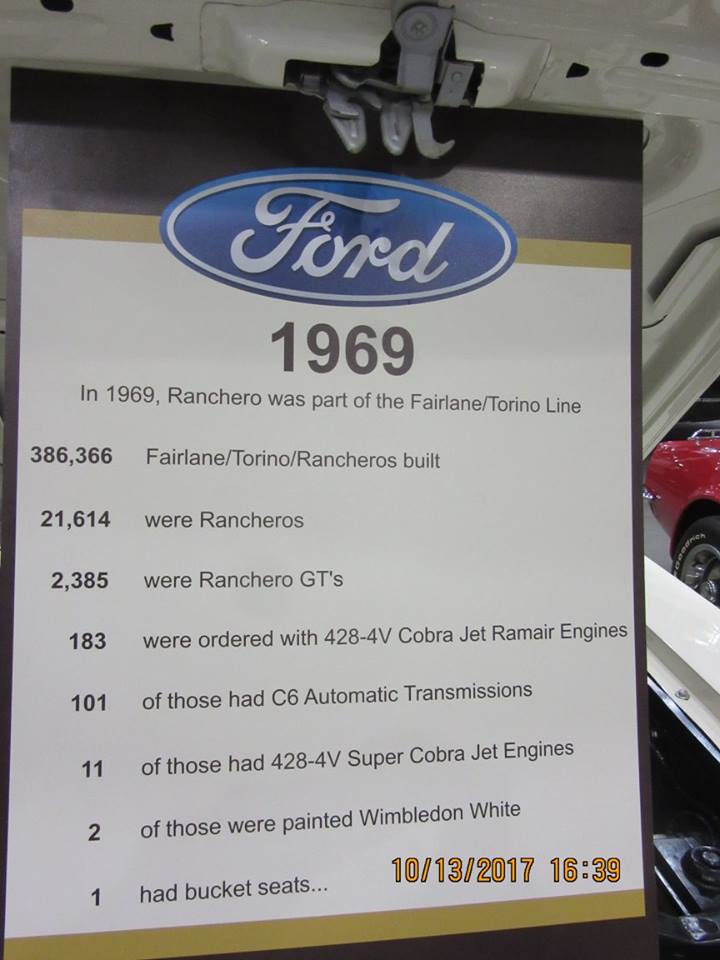 Ford
1969
In 1969, Ranchero was part of the Fairlane/Torino Line
386,366 Fairlane/Torino/Rancheros built
21,614 were Rancheros
2,385 were Ranchero GT's
183 were ordered with 428-4V Cobra Jet Ramair Engines
101 of those had C6 Automatic Transmissions
11 of those had 428-4V Super Cobra Jet Engines
2 of those were painted Wimbledon White
1 had bucket seats...
10/13/2017 16:39